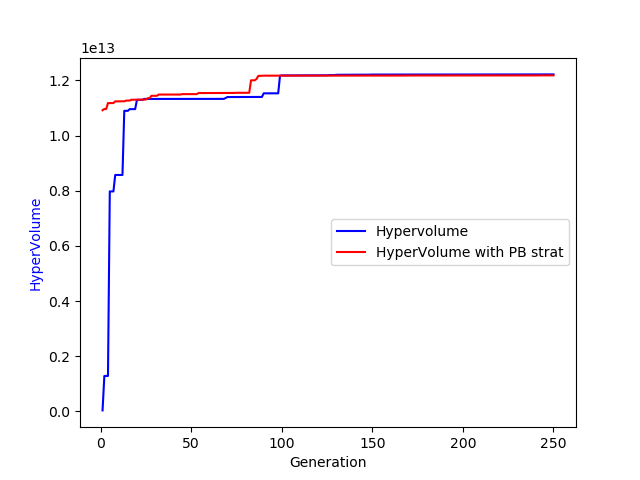 1e13
1.2
1.0
0.8
0.6
0.4
0.2
0.0
HyperVolume
Hypervolume
HyperVolume with PB strat
0 50 100 150 200 250
Generation